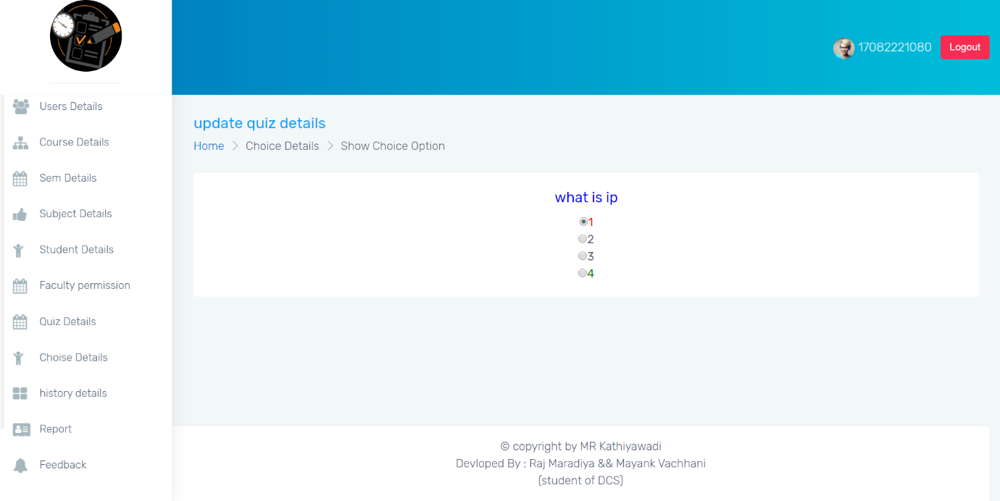 17082221080
Logout
Users Details
Course Details
Sem Details
Subject Details
Student Details
Faculty permission
Quiz Details
Choise Details
history details
Report
Feedback
update quiz details
Home > Choice Details > Show Choice Option
what is ip
1
2
3
4
© copyright by MR Kathiyawadi
Devloped By : Raj Maradiya && Mayank Vachhani
(student of DCS)